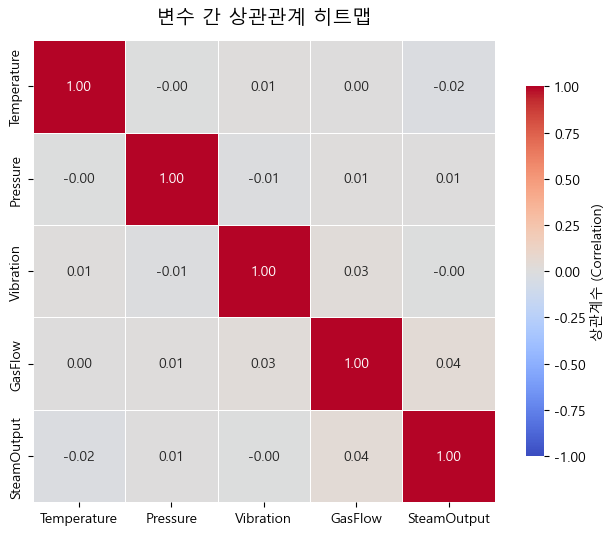 변수 간 상관관계 히트맵
Temperature 1.00 -0.00 0.01 0.00 -0.02
Pressure -0.00 1.00 -0.01 0.01 0.01
Vibration 0.01 -0.01 1.00 0.03 -0.00
GasFlow 0.00 0.01 0.03 1.00 0.04
SteamOutput -0.02 0.01 -0.00 0.04 1.00
Temperature Pressure Vibration GasFlow SteamOutput
1.00
0.75
0.50
0.25
0.00
-0.25
-0.50
-0.75
-1.00
상관계수 (Correlation)